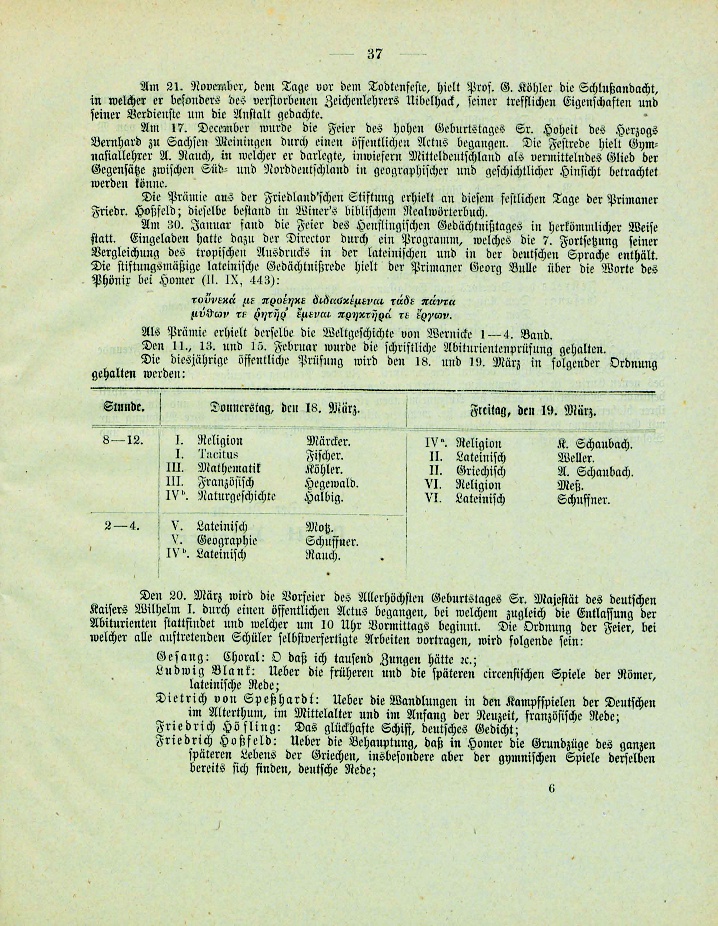 37
Am 21. November, dem Tage vor dem Todtenfeste, hielt Prof. G. Köhler die Schlußandacht,
in welcher er besonders des verstorbenen Zeichenlehrers Uibelhack, seiner trefflichen Eigenschaften und
seiner Verdienste um die Anstalt gedachte.
Am 17. December wurde die Feier des hohen Geburtstages Sr. Hoheit des Herzogs
Bernhard zu Sachsen Meiningen durch einen öffentlichen Actus begangen. Die Festrede hielt Gym-
nasiallehrer A. Rauch, in welcher er darlegte, inwiefern Mitteldeutschland als vermittelndes Glied der
Gegensätze zwischen Süd- und Norddeutschland in geographischer und geschichtlicher Hinsicht betrachtet
werden könne.
Die Prämie aus der Friedland'schen Stiftung erhielt an diesem festlichen Tage der Primaner
Friedr. Hoßfeld; dieselbe bestand in Winer's biblischem Realwörterbuch.
Am 30. Januar fand die Feier des Henflingischen Gedächtnißtages in herkömmlicher Weise
statt. Eingeladen hatte dazu der Director durch ein Programm, welches die 7. Fortsetzung seiner
Vergleichung des tropischen Ausdrucks in der lateinischen und in der deutschen Sprache enthält.
Die stiftungsmäßige lateinische Gedächtnißrede hielt der Primaner Georg Bulle über die Worte des
Phönix bei Homer (Il. IX, 443):
τοὔνεκά με προέηκε διδασκέμεναι τάδε πάντα
μύθων τε ῥητῆρ' ἔμεναι πρηκτῆρά τε ἔργων.
Als Prämie erhielt derselbe die Weltgeschichte von Wernicke 1—4. Band.
Den 11., 13. und 15. Februar wurde die schriftliche Abiturientenprüfung gehalten.
Die diesjährige öffentliche Prüfung wird den 18. und 19. März in folgender Ordnung
gehalten werden:
Stunde. Donnerstag, den 18. März. Freitag, den 19. März.
8—12. I. Religion Märcker. IVa. Religion K. Schaubach.
I. Tacitus Fischer. II. Lateinisch Weller.
III. Mathematik Köhler. II. Griechisch A. Schaubach.
III. Französisch Hegewald. VI. Religion Meß.
IVb. Naturgeschichte Halbig. VI. Lateinisch Schuffner.
2—4. V. Lateinisch Motz.
V. Geographie Schuffner.
IVb. Lateinisch Rauch.
Den 20. März wird die Vorfeier des Allerhöchsten Geburtstages Sr. Majestät des deutschen
Kaisers Wilhelm I. durch einen öffentlichen Actus begangen, bei welchem zugleich die Entlassung der
Abiturienten stattfindet und welcher um 10 Uhr Vormittags beginnt. Die Ordnung der Feier, bei
welcher alle auftretenden Schüler selbstverfertigte Arbeiten vortragen, wird folgende sein:
Gesang: Choral: O daß ich tausend Zungen hätte ꝛc.;
Ludwig Blank: Ueber die früheren und die späteren circensischen Spiele der Römer,
lateinische Rede;
Dietrich von Speßhardt: Ueber die Wandlungen in den Kampfspielen der Deutschen
im Alterthum, im Mittelalter und im Anfang der Neuzeit, französische Rede;
Friedrich Hösling: Das glückhafte Schiff, deutsches Gedicht;
Friedrich Hoßfeld: Ueber die Behauptung, daß in Homer die Grundzüge des ganzen
späteren Lebens der Griechen, insbesondere aber der gymnischen Spiele derselben
bereits sich finden, deutsche Rede;
6